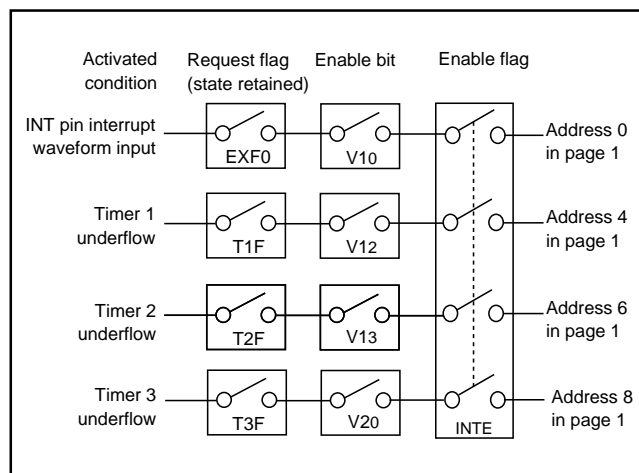 Activated
condition
Request flag
(state retained)
Enable bit
Enable flag
INT pin interrupt
waveform input
EXF0
V10
Address 0
in page 1
Timer 1
underflow
T1F
V12
Address 4
in page 1
Timer 2
underflow
T2F
V13
Address 6
in page 1
Timer 3
underflow
T3F
V20
INTE
Address 8
in page 1